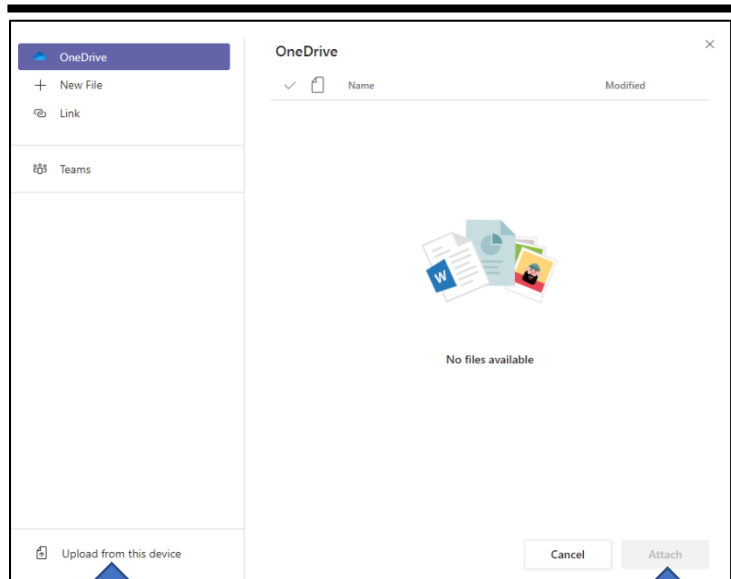 OneDrive
New File
Link
Teams
Upload from this device
OneDrive
Name Modified
W
No files available
Cancel Attach